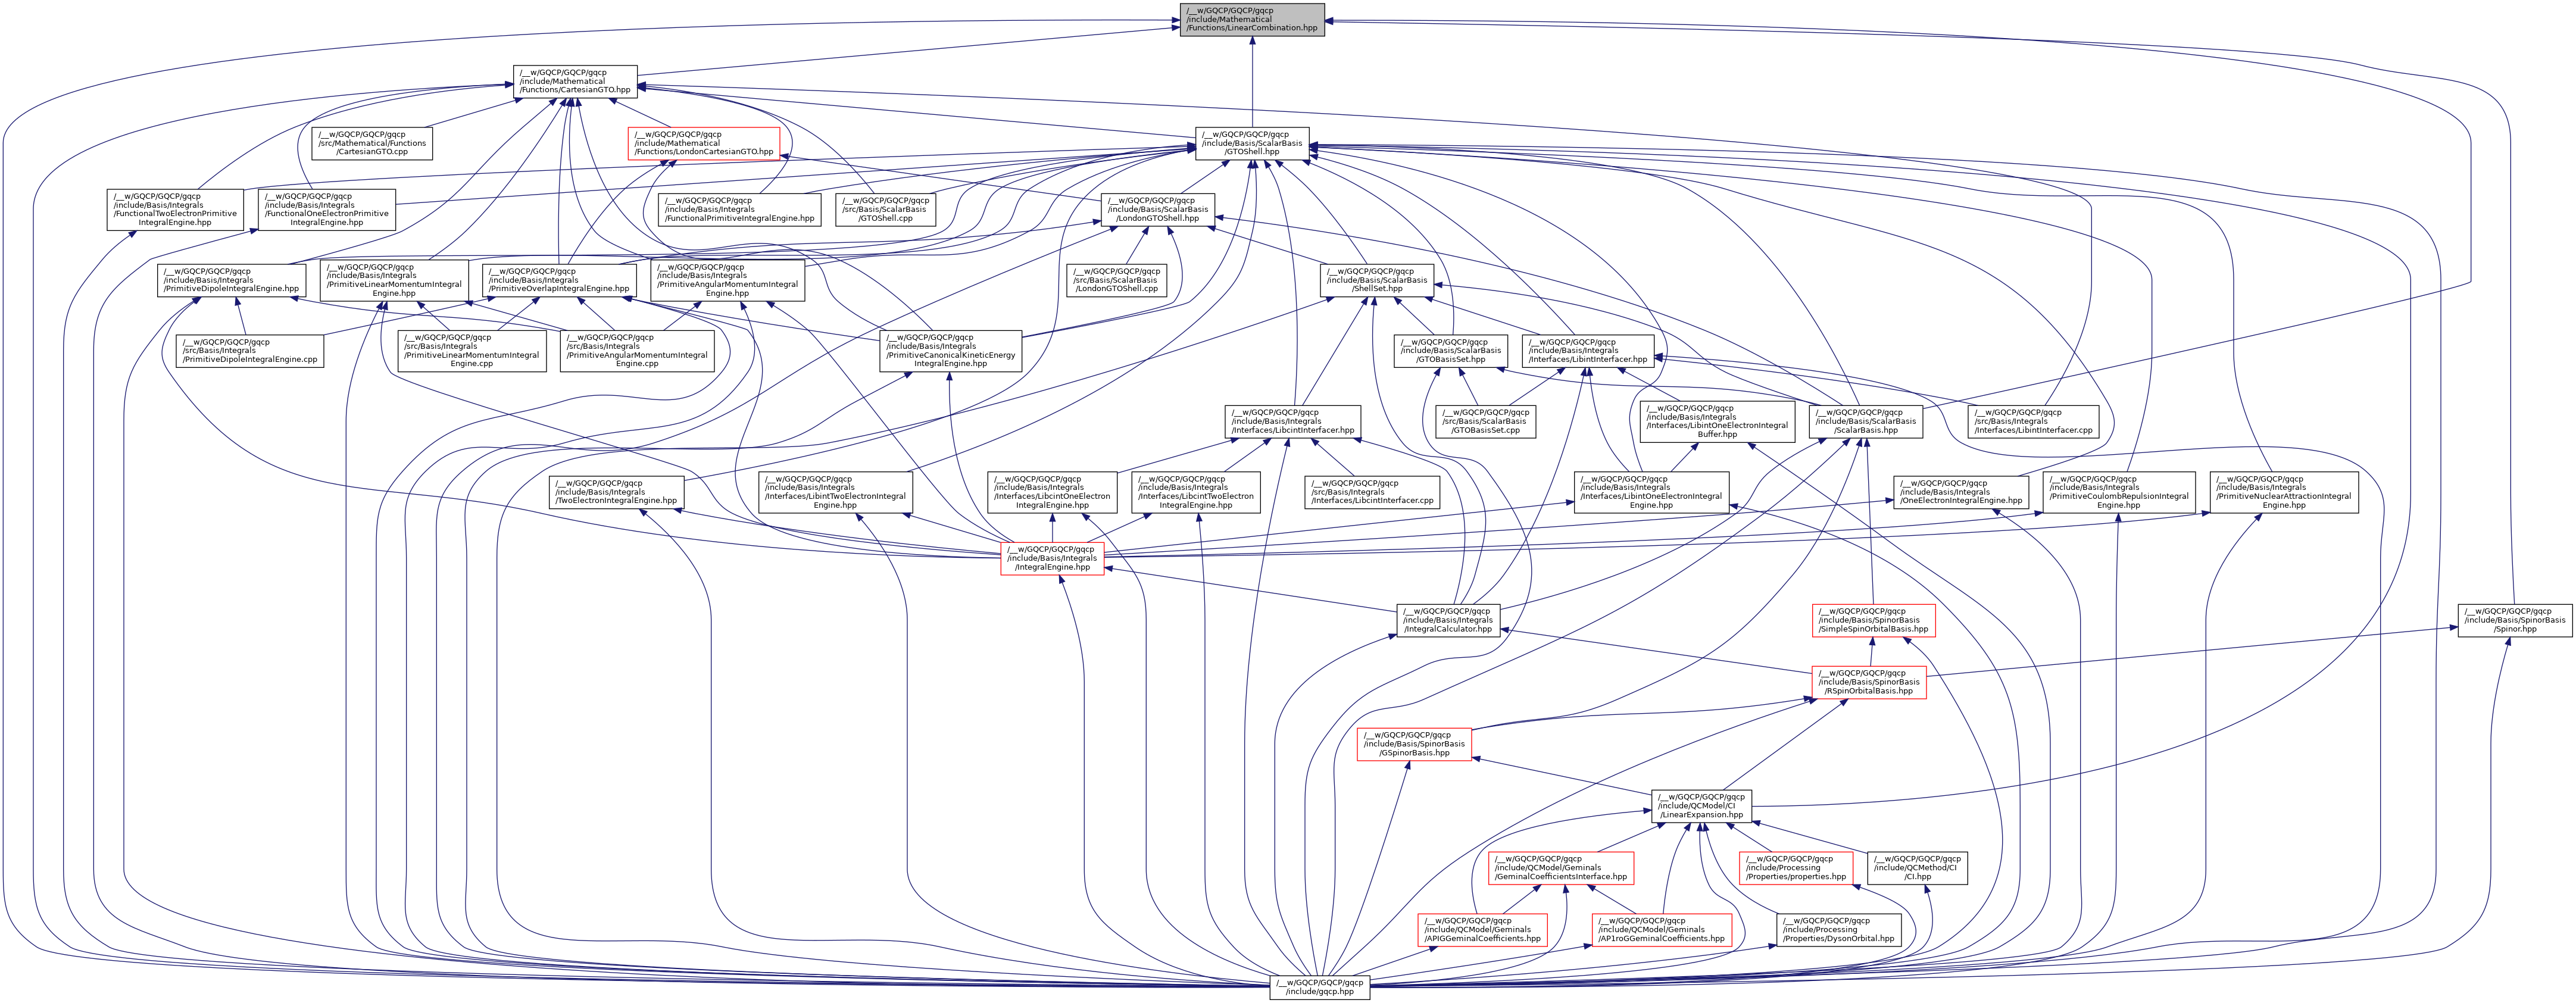 /__w/GQCP/GQCP/gqcp
/include/Mathematical
/Functions/LinearCombination.hpp
/__w/GQCP/GQCP/gqcp
/include/Mathematical
/Functions/CartesianGTO.hpp
/__w/GQCP/GQCP/gqcp
/src/Mathematical/Functions
/CartesianGTO.cpp
/__w/GQCP/GQCP/gqcp
/include/Mathematical
/Functions/LondonCartesianGTO.hpp
/__w/GQCP/GQCP/gqcp
/include/Basis/ScalarBasis
/GTOShell.hpp
/__w/GQCP/GQCP/gqcp
/include/Basis/Integrals
/FunctionalTwoElectronPrimitive
IntegralEngine.hpp
/__w/GQCP/GQCP/gqcp
/include/Basis/Integrals
/FunctionalOneElectronPrimitive
IntegralEngine.hpp
/__w/GQCP/GQCP/gqcp
/include/Basis/Integrals
/FunctionalPrimitiveIntegralEngine.hpp
/__w/GQCP/GQCP/gqcp
/src/Basis/ScalarBasis
/GTOShell.cpp
/__w/GQCP/GQCP/gqcp
/include/Basis/ScalarBasis
/LondonGTOShell.hpp
/__w/GQCP/GQCP/gqcp
/include/Basis/Integrals
/PrimitiveDipoleIntegralEngine.hpp
/__w/GQCP/GQCP/gqcp
/include/Basis/Integrals
/PrimitiveLinearMomentumIntegral
Engine.hpp
/__w/GQCP/GQCP/gqcp
/include/Basis/Integrals
/PrimitiveOverlapIntegralEngine.hpp
/__w/GQCP/GQCP/gqcp
/include/Basis/Integrals
/PrimitiveAngularMomentumIntegral
Engine.hpp
/__w/GQCP/GQCP/gqcp
/src/Basis/ScalarBasis
/LondonGTOShell.cpp
/__w/GQCP/GQCP/gqcp
/include/Basis/ScalarBasis
/ShellSet.hpp
/__w/GQCP/GQCP/gqcp
/src/Basis/Integrals
/PrimitiveDipoleIntegralEngine.cpp
/__w/GQCP/GQCP/gqcp
/src/Basis/Integrals
/PrimitiveLinearMomentumIntegral
Engine.cpp
/__w/GQCP/GQCP/gqcp
/src/Basis/Integrals
/PrimitiveAngularMomentumIntegral
Engine.cpp
/__w/GQCP/GQCP/gqcp
/include/Basis/Integrals
/PrimitiveCanonicalKineticEnergy
IntegralEngine.hpp
/__w/GQCP/GQCP/gqcp
/include/Basis/ScalarBasis
/GTOBasisSet.hpp
/__w/GQCP/GQCP/gqcp
/include/Basis/Integrals
/Interfaces/LibintInterfacer.hpp
/__w/GQCP/GQCP/gqcp
/include/Basis/Integrals
/Interfaces/LibcintInterfacer.hpp
/__w/GQCP/GQCP/gqcp
/src/Basis/ScalarBasis
/GTOBasisSet.cpp
/__w/GQCP/GQCP/gqcp
/include/Basis/Integrals
/Interfaces/LibintOneElectronIntegral
Buffer.hpp
/__w/GQCP/GQCP/gqcp
/include/Basis/ScalarBasis
/ScalarBasis.hpp
/__w/GQCP/GQCP/gqcp
/src/Basis/Integrals
/Interfaces/LibintInterfacer.cpp
/__w/GQCP/GQCP/gqcp
/include/Basis/Integrals
/TwoElectronIntegralEngine.hpp
/__w/GQCP/GQCP/gqcp
/include/Basis/Integrals
/Interfaces/LibintTwoElectronIntegral
Engine.hpp
/__w/GQCP/GQCP/gqcp
/include/Basis/Integrals
/Interfaces/LibcintOneElectron
IntegralEngine.hpp
/__w/GQCP/GQCP/gqcp
/include/Basis/Integrals
/Interfaces/LibcintTwoElectron
IntegralEngine.hpp
/__w/GQCP/GQCP/gqcp
/src/Basis/Integrals
/Interfaces/LibcintInterfacer.cpp
/__w/GQCP/GQCP/gqcp
/include/Basis/Integrals
/Interfaces/LibintOneElectronIntegral
Engine.hpp
/__w/GQCP/GQCP/gqcp
/include/Basis/Integrals
/OneElectronIntegralEngine.hpp
/__w/GQCP/GQCP/gqcp
/include/Basis/Integrals
/PrimitiveCoulombRepulsionIntegral
Engine.hpp
/__w/GQCP/GQCP/gqcp
/include/Basis/Integrals
/PrimitiveNuclearAttractionIntegral
Engine.hpp
/__w/GQCP/GQCP/gqcp
/include/Basis/Integrals
/IntegralEngine.hpp
/__w/GQCP/GQCP/gqcp
/include/Basis/Integrals
/IntegralCalculator.hpp
/__w/GQCP/GQCP/gqcp
/include/Basis/SpinorBasis
/SimpleSpinOrbitalBasis.hpp
/__w/GQCP/GQCP/gqcp
/include/Basis/SpinorBasis
/Spinor.hpp
/__w/GQCP/GQCP/gqcp
/include/Basis/SpinorBasis
/RSpinOrbitalBasis.hpp
/__w/GQCP/GQCP/gqcp
/include/Basis/SpinorBasis
/GSpinorBasis.hpp
/__w/GQCP/GQCP/gqcp
/include/QCModel/CI
/LinearExpansion.hpp
/__w/GQCP/GQCP/gqcp
/include/QCModel/Geminals
/GeminalCoefficientsInterface.hpp
/__w/GQCP/GQCP/gqcp
/include/Processing
/Properties/properties.hpp
/__w/GQCP/GQCP/gqcp
/include/QCMethod/CI
/CI.hpp
/__w/GQCP/GQCP/gqcp
/include/QCModel/Geminals
/APIGGeminalCoefficients.hpp
/__w/GQCP/GQCP/gqcp
/include/QCModel/Geminals
/AP1roGGeminalCoefficients.hpp
/__w/GQCP/GQCP/gqcp
/include/Processing
/Properties/DysonOrbital.hpp
/__w/GQCP/GQCP/gqcp
/include/gqcp.hpp